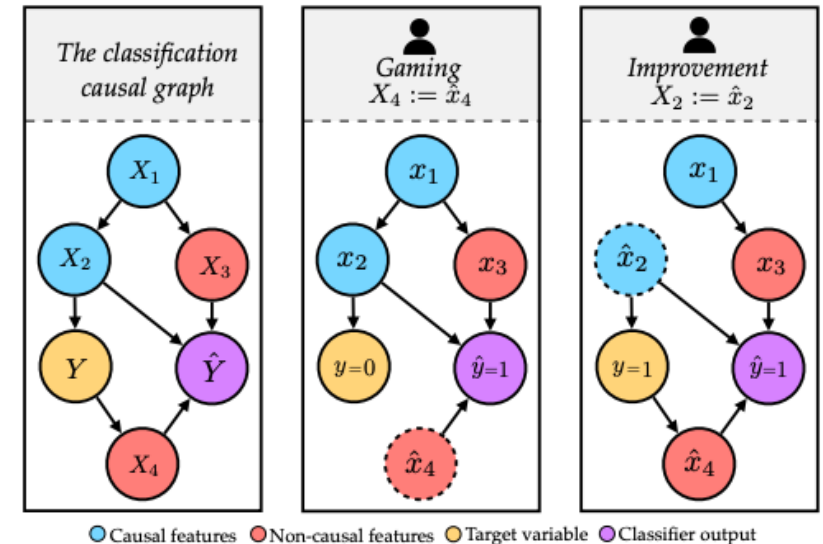 The classification
causal graph
X₁
X₂
X₃
Y
Ŷ
X₄
Gaming
X₄ := x̂₄
x₁
x₂
x₃
y=0
ŷ=1
x̂₄
Improvement
X₂ := x̂₂
x₁
x̂₂
x₃
y=1
ŷ=1
x̂₄
Causal features Non-causal features Target variable Classifier output